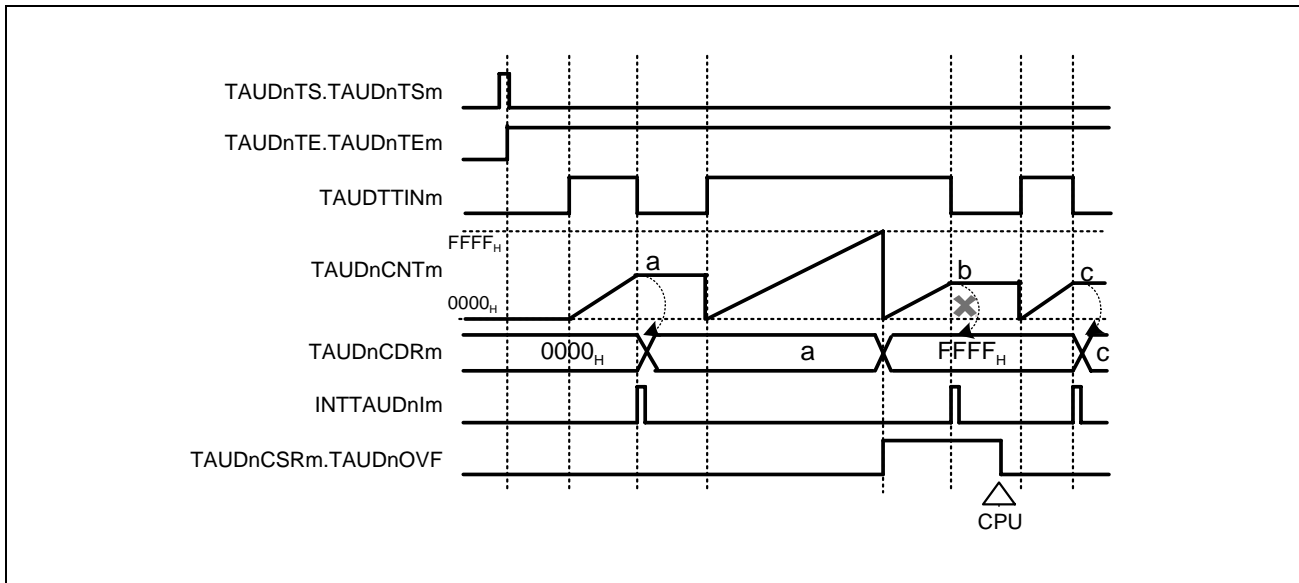 TAUDnTS.TAUDnTSm
TAUDnTE.TAUDnTEm
TAUDTTINm
FFFFH
TAUDnCNTm
a
b
c
0000H
TAUDnCDRm
0000H
a
FFFFH
c
INTTAUDnIm
TAUDnCSRm.TAUDnOVF
CPU